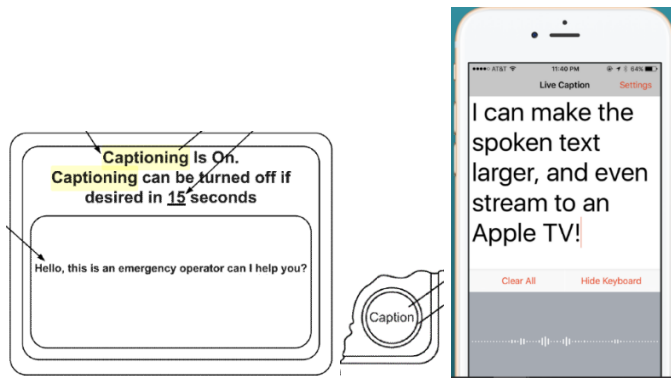 Captioning Is On.
Captioning can be turned off if
desired in 15 seconds
Hello, this is an emergency operator can I help you?
Caption
AT&T 11:40 PM 64%
Live Caption Settings
I can make the
spoken text
larger, and even
stream to an
Apple TV!
Clear All Hide Keyboard